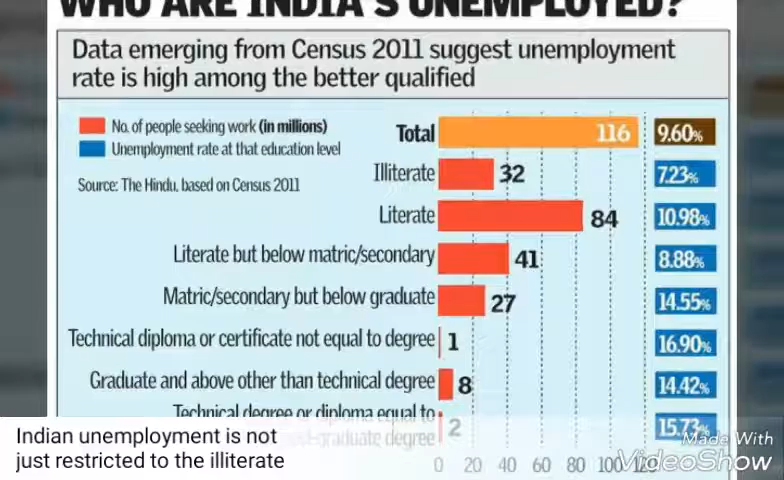 WHO ARE INDIA'S UNEMPLOYED?
Data emerging from Census 2011 suggest unemployment
rate is high among the better qualified
No. of people seeking work (in millions)
Unemployment rate at that education level
Source: The Hindu, based on Census 2011
Total 116 9.60%
Illiterate 32 7.23%
Literate 84 10.98%
Literate but below matric/secondary 41 8.88%
Matric/secondary but below graduate 27 14.55%
Technical diploma or certificate not equal to degree 1 16.90%
Graduate and above other than technical degree 8 14.42%
Technical degree or diploma equal to
degree 2 15.73%
0 20 40 60 80 100 120
Indian unemployment is not
just restricted to the illiterate
Made With
VideoShow